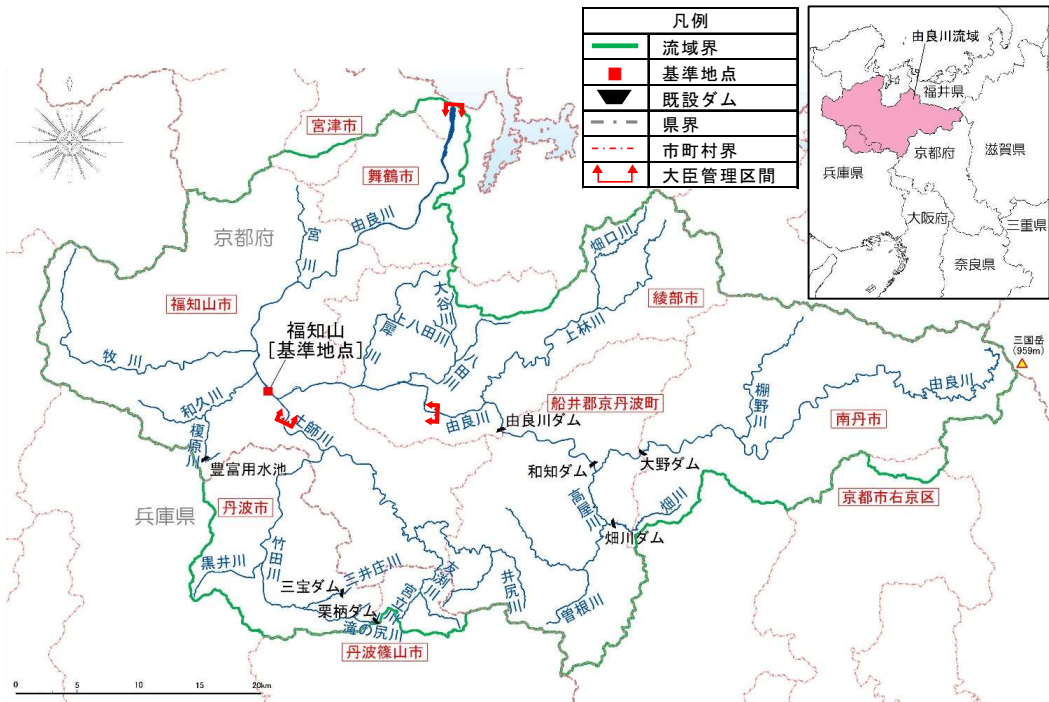 凡例
流域界
基準地点
既設ダム
県界
市町村界
大臣管理区間
由良川流域
福井県
京都府
滋賀県
兵庫県
大阪府
三重県
奈良県
宮津市
舞鶴市
由良川
京都府
宮川
畑口川
福知山市
綾部市
大谷川
上八田川
犀川
八田川
上林川
福知山
[基準地点]
牧川
三国岳
(959m)
由良川
棚野川
和久川
船井郡京丹波町
南丹市
土師川
由良川
由良川ダム
榎原川
豊富用水池
和知ダム
大野ダム
京都市右京区
丹波市
兵庫県
高屋川
畑川
畑川ダム
竹田川
黒井川
三井庄川
三宝ダム
友渕川
宮古川
井尻川
曽根川
栗柄ダム
滝の尻川
丹波篠山市
0 5 10 15 20km